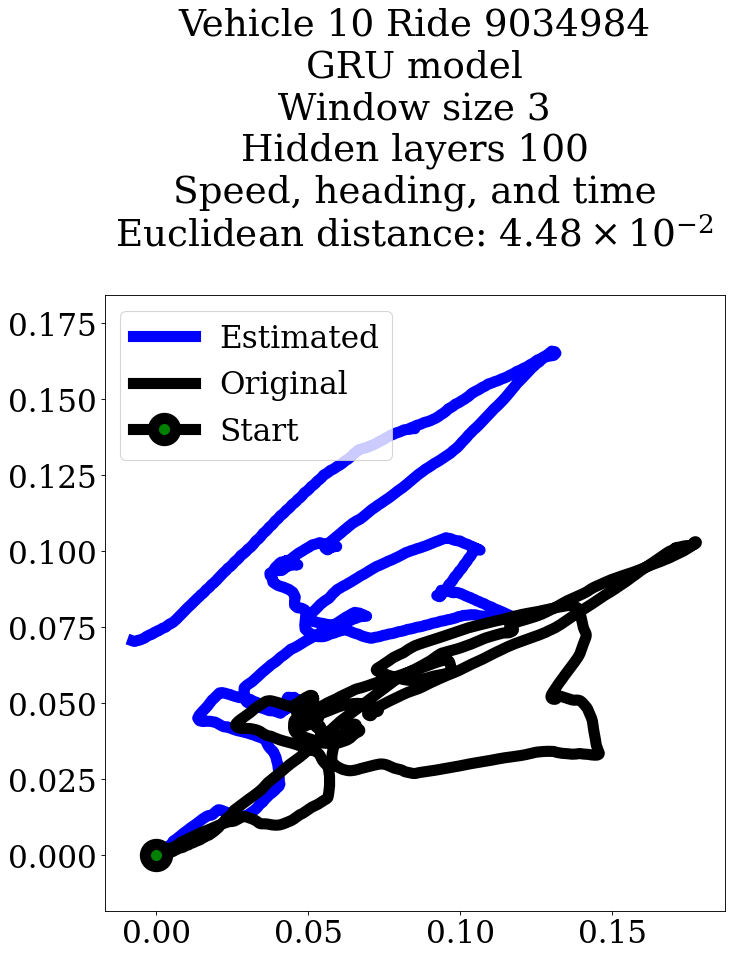 Vehicle 10 Ride 9034984
GRU model
Window size 3
Hidden layers 100
Speed, heading, and time
Euclidean distance: 4.48 × 10⁻²
Estimated
Original
Start
0.175
0.150
0.125
0.100
0.075
0.050
0.025
0.000
0.00 0.05 0.10 0.15